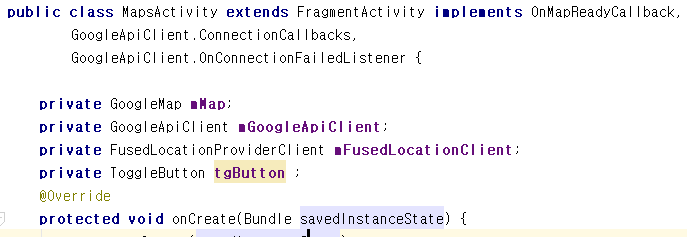 public class MapsActivity extends FragmentActivity implements OnMapReadyCallback,
GoogleApiClient.ConnectionCallbacks,
GoogleApiClient.OnConnectionFailedListener {
private GoogleMap mMap;
private GoogleApiClient mGoogleApiClient;
private FusedLocationProviderClient mFusedLocationClient;
private ToggleButton tgButton ;
@Override
protected void onCreate(Bundle savedInstanceState) {